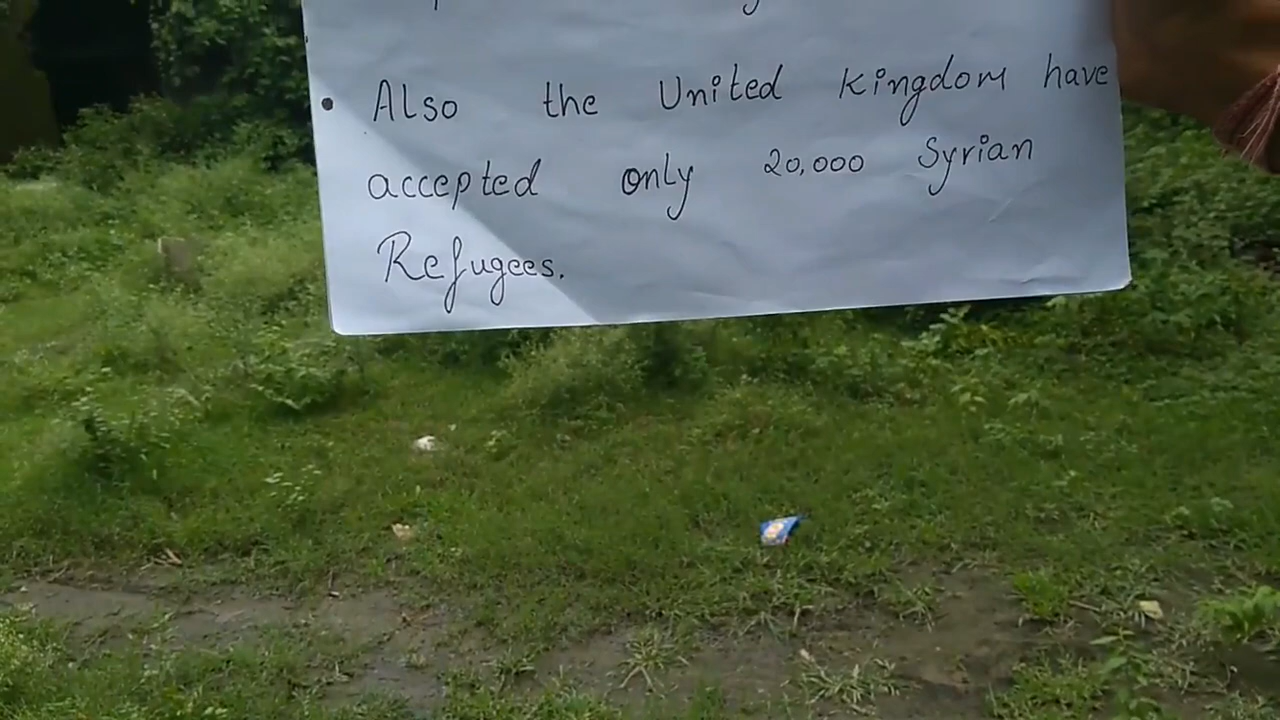 • Also the United Kingdom have
accepted only 20,000 Syrian
Refugees.